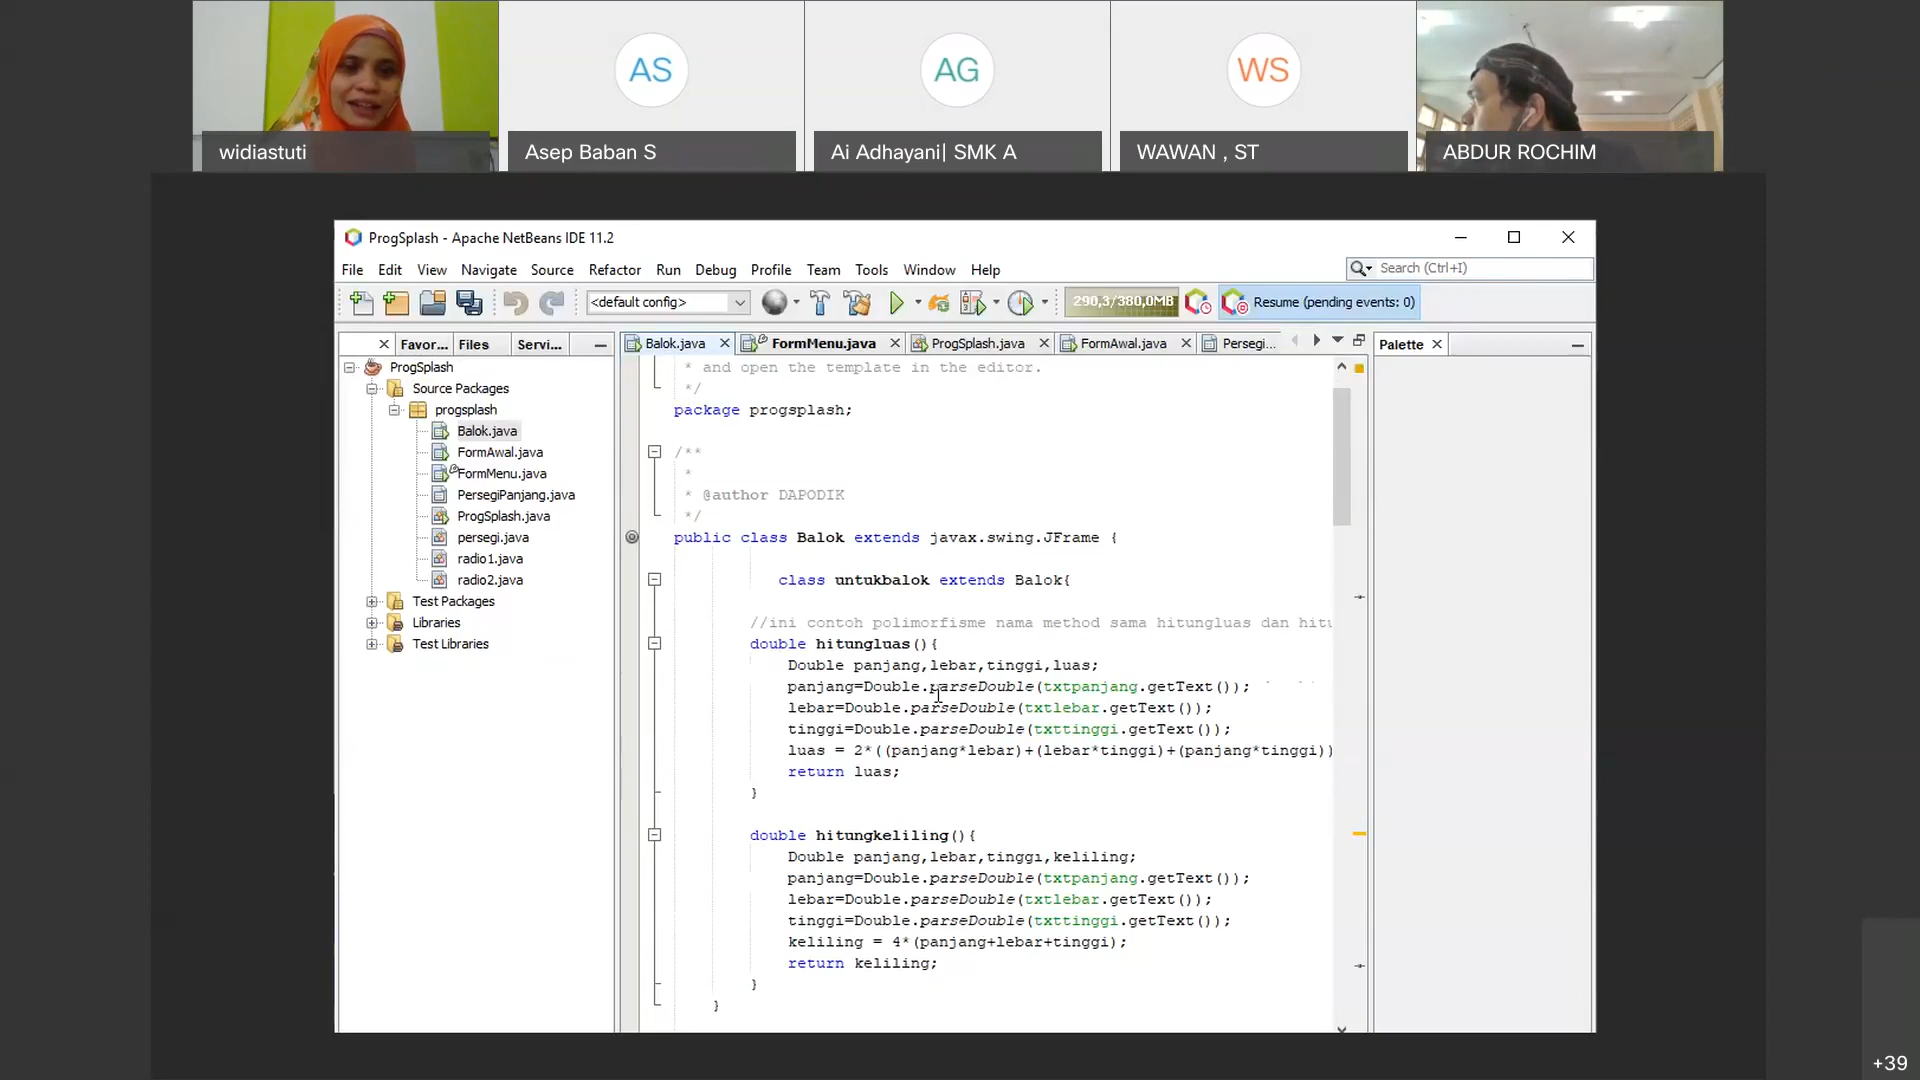 AS
AG
WS
widiastuti
Asep Baban S
Ai Adhayani| SMK A
WAWAN , ST
ABDUR ROCHIM
ProgSplash - Apache NetBeans IDE 11.2
File Edit View Navigate Source Refactor Run Debug Profile Team Tools Window Help
Search (Ctrl+I)
<default config>
290,3/380,0MB
Resume (pending events: 0)
Favor... Files Servi...
Balok.java FormMenu.java ProgSplash.java FormAwal.java Persegi...
Palette
ProgSplash
Source Packages
progsplash
Balok.java
FormAwal.java
FormMenu.java
PersegiPanjang.java
ProgSplash.java
persegi.java
radio1.java
radio2.java
Test Packages
Libraries
Test Libraries
* and open the template in the editor.
*/
package progsplash;
/**
*
* @author DAPODIK
*/
public class Balok extends javax.swing.JFrame {
class untukbalok extends Balok{
//ini contoh polimorfisme nama method sama hitungluas dan hitu
double hitungluas(){
Double panjang,lebar,tinggi,luas;
panjang=Double.parseDouble(txtpanjang.getText());
lebar=Double.parseDouble(txtlebar.getText());
tinggi=Double.parseDouble(txttinggi.getText());
luas = 2*((panjang*lebar)+(lebar*tinggi)+(panjang*tinggi))
return luas;
}
double hitungkeliling(){
Double panjang,lebar,tinggi,keliling;
panjang=Double.parseDouble(txtpanjang.getText());
lebar=Double.parseDouble(txtlebar.getText());
tinggi=Double.parseDouble(txttinggi.getText());
keliling = 4*(panjang+lebar+tinggi);
return keliling;
}
}
+39